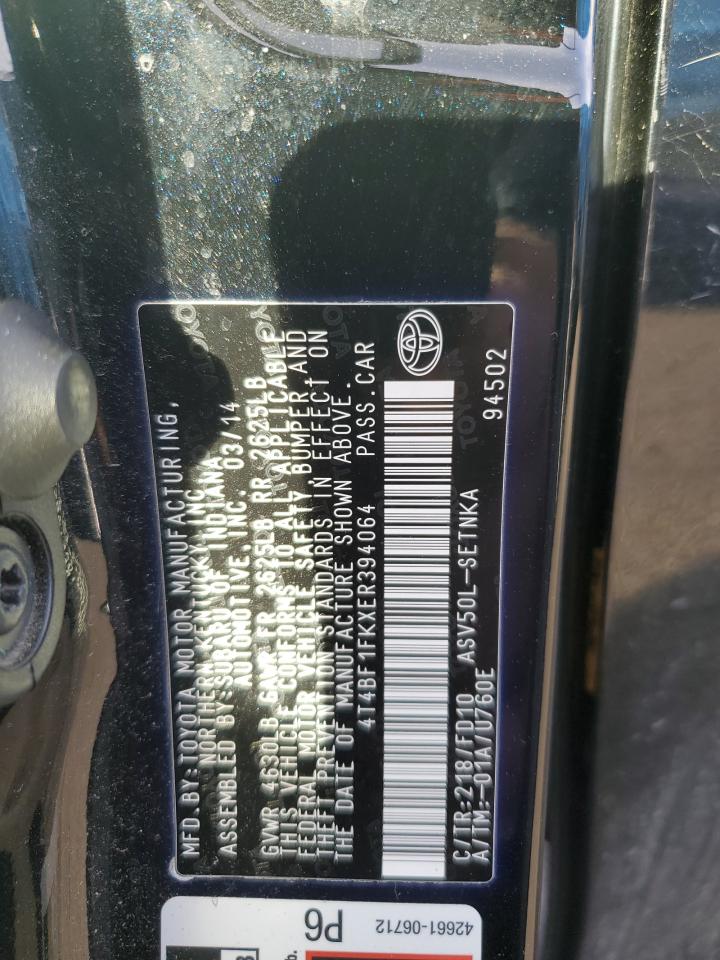 MFD.BY:TOYOTA MOTOR MANUFACTURING,
NORTHERN KENTUCKY,INC.
ASSEMBLED BY:SUBARU OF INDIANA
AUTOMOTIVE,INC. 03/14
GVWR 4630LB GAWR FR 2625LB RR 2625LB
THIS VEHICLE CONFORMS TO ALL APPLICABLE
FEDERAL MOTOR VEHICLE SAFETY, BUMPER,AND
THEFT PREVENTION STANDARDS IN EFFECT ON
THE DATE OF MANUFACTURE SHOWN ABOVE.
4T4BF1FKXER394064 PASS.CAR
C/TR:218/FD10 ASV50L-SETNKA
A/TM:-01A/U760E
94502
P6
42661-06712